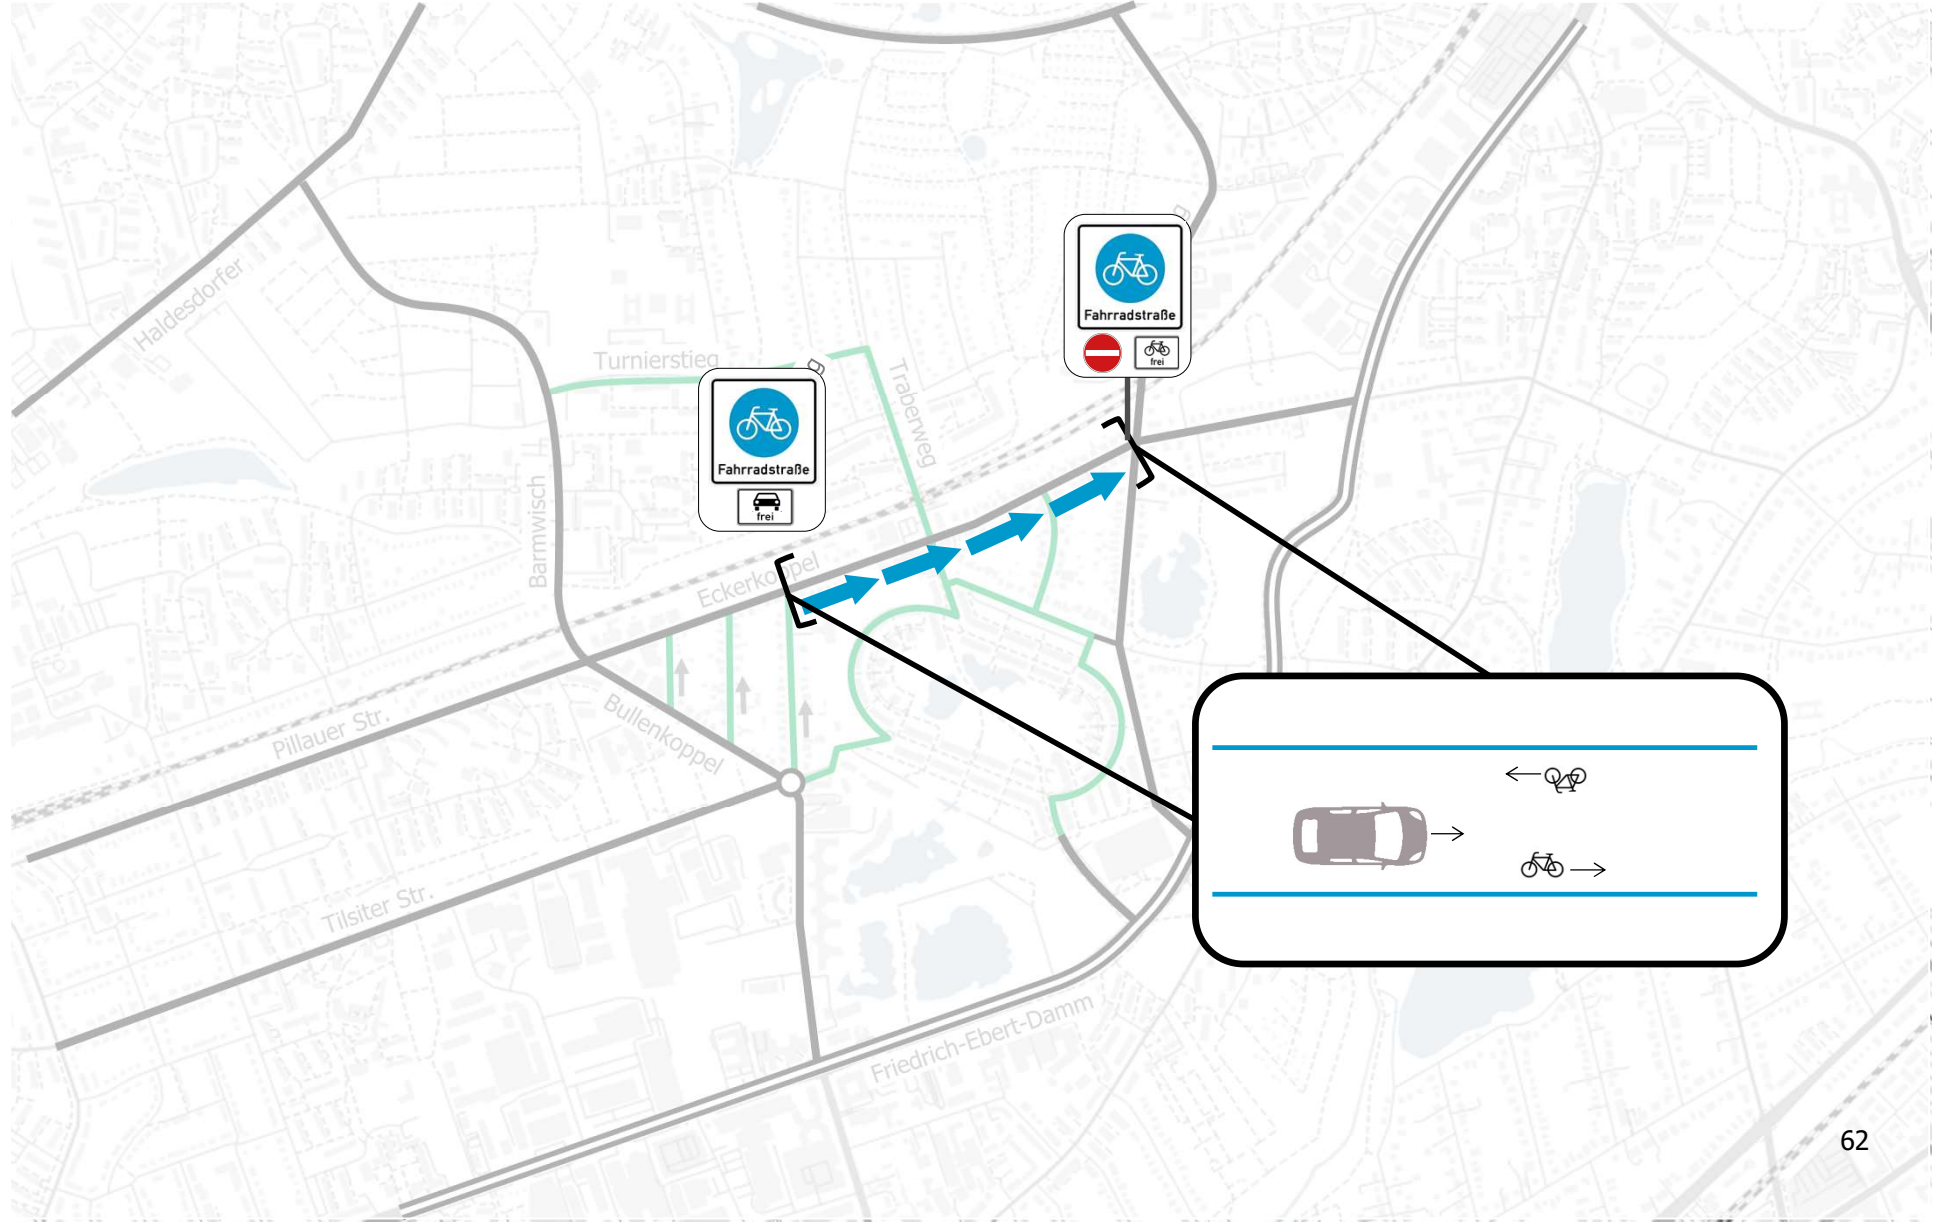 Haldesdorfer
Turnierstieg
Traberweg
Fahrradstraße
frei
Fahrradstraße
frei
Barmwisch
Eckerkoppel
Bullenkoppel
Pillauer Str.
Tilsiter Str.
Friedrich-Ebert-Damm
62